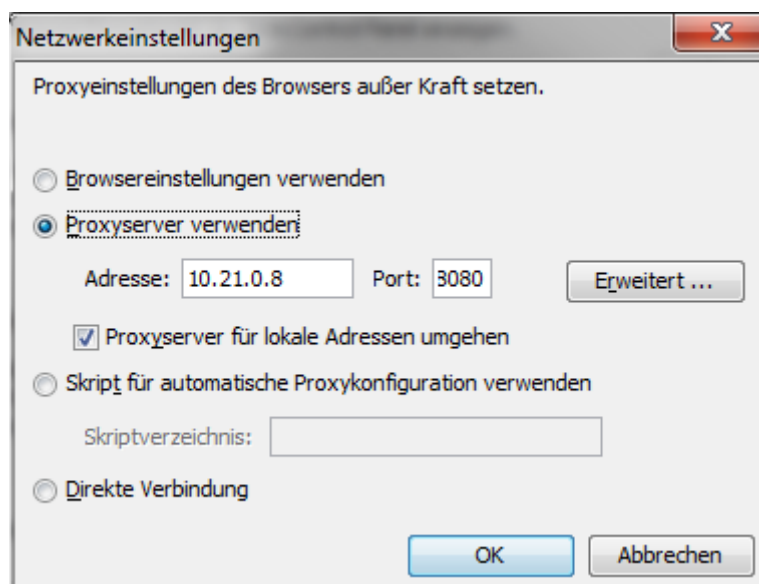 Netzwerkeinstellungen
Proxyeinstellungen des Browsers außer Kraft setzen.
Browsereinstellungen verwenden
Proxyserver verwenden
Adresse: 10.21.0.8 Port: 8080 Erweitert ...
Proxyserver für lokale Adressen umgehen
Skript für automatische Proxykonfiguration verwenden
Skriptverzeichnis:
Direkte Verbindung
OK Abbrechen